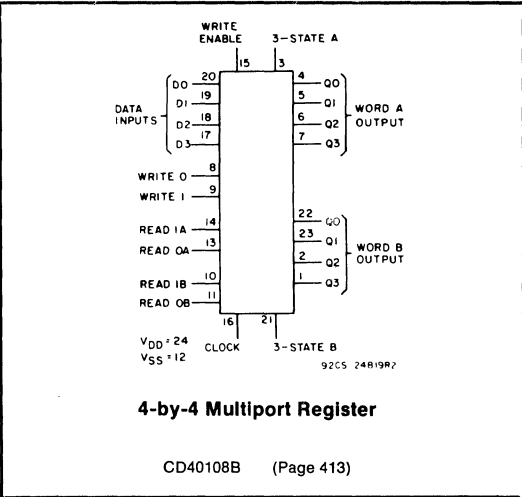 WRITE
ENABLE
3-STATE A
15
3
D0 20
D1 19
D2 18
D3 17
DATA
INPUTS
4 Q0
5 Q1
6 Q2
7 Q3
WORD A
OUTPUT
WRITE 0 8
WRITE 1 9
READ 1A 14
READ 0A 13
READ 1B 10
READ 0B 11
22 Q0
23 Q1
2 Q2
1 Q3
WORD B
OUTPUT
16
21
VDD = 24
VSS = 12
CLOCK
3-STATE B
92CS 24819R2
4-by-4 Multiport Register
CD40108B (Page 413)